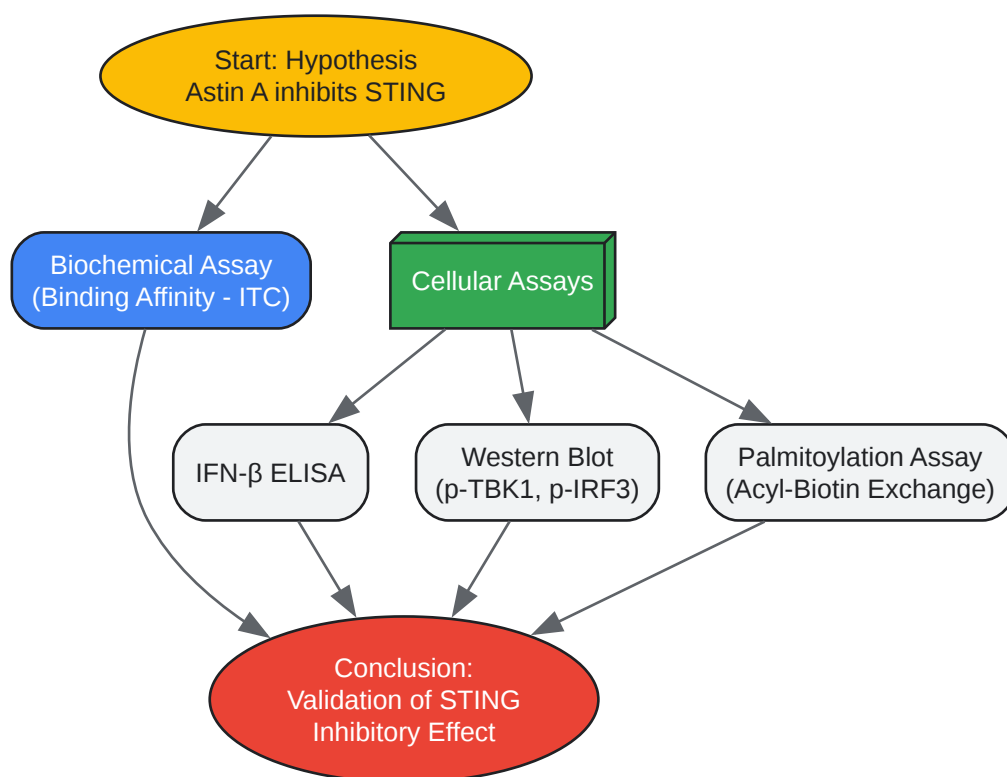 Start: Hypothesis
Astin A inhibits STING
Biochemical Assay
(Binding Affinity - ITC)
Cellular Assays
IFN-β ELISA
Western Blot
(p-TBK1, p-IRF3)
Palmitoylation Assay
(Acyl-Biotin Exchange)
Conclusion:
Validation of STING
Inhibitory Effect